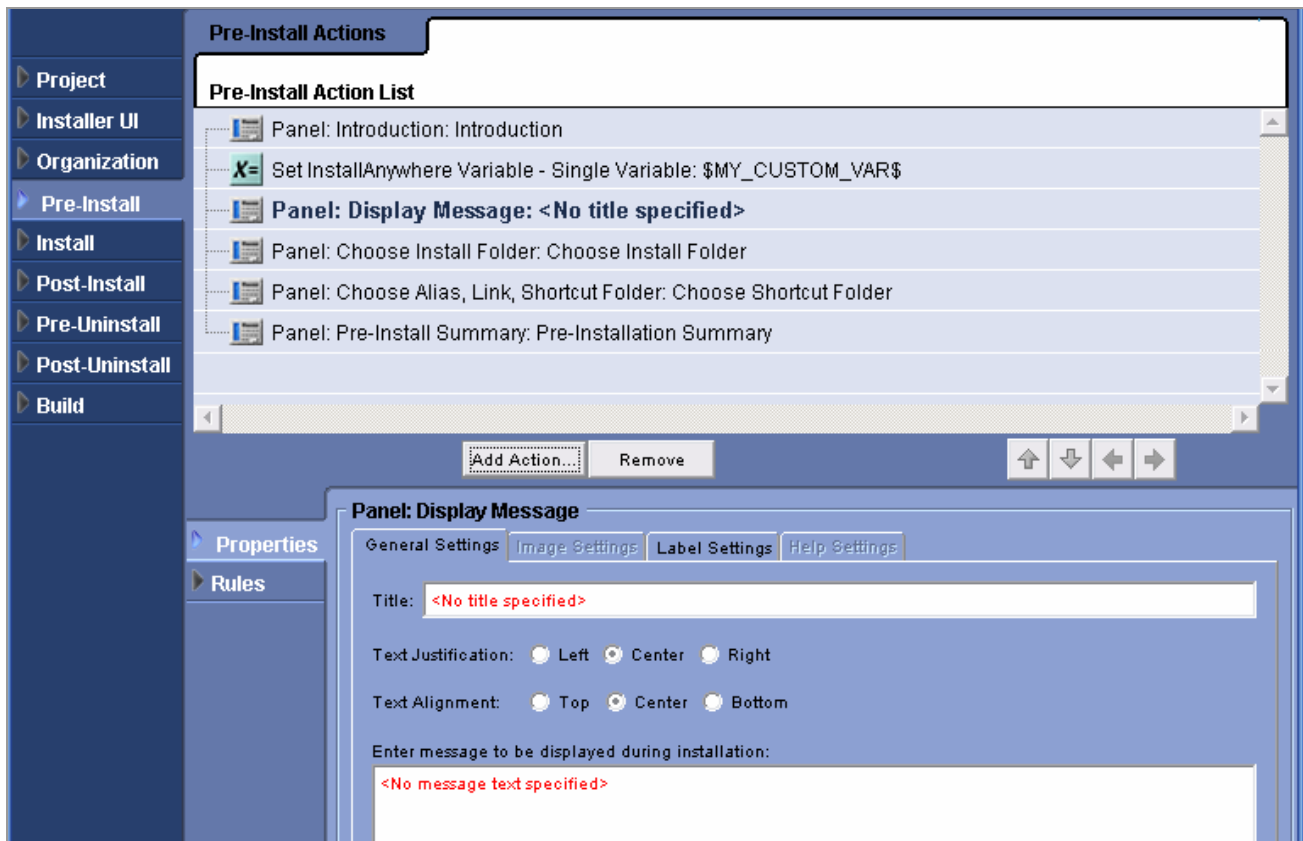 Pre-Install Actions
Project
Installer UI
Organization
Pre-Install
Install
Post-Install
Pre-Uninstall
Post-Uninstall
Build
Pre-Install Action List
Panel: Introduction: Introduction
X= Set InstallAnywhere Variable - Single Variable: $MY_CUSTOM_VAR$
Panel: Display Message: <No title specified>
Panel: Choose Install Folder: Choose Install Folder
Panel: Choose Alias, Link, Shortcut Folder: Choose Shortcut Folder
Panel: Pre-Install Summary: Pre-Installation Summary
Add Action... Remove
Properties
Rules
Panel: Display Message
General Settings Image Settings Label Settings Help Settings
Title: <No title specified>
Text Justification: Left Center Right
Text Alignment: Top Center Bottom
Enter message to be displayed during installation:
<No message text specified>